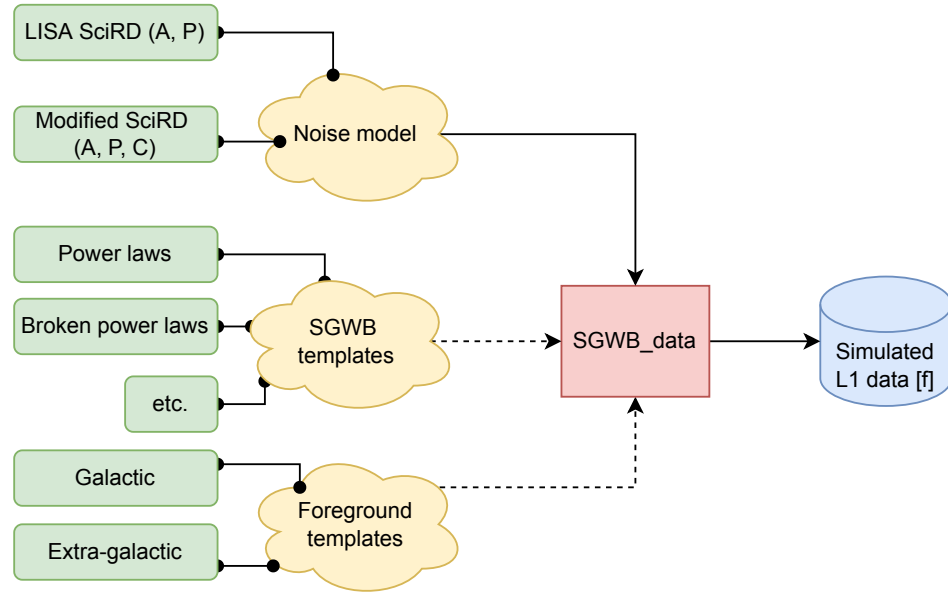 LISA SciRD (A, P)
Modified SciRD
(A, P, C)
Noise model
Power laws
Broken power laws
etc.
SGWB
templates
SGWB_data
Simulated
L1 data [f]
Galactic
Extra-galactic
Foreground
templates